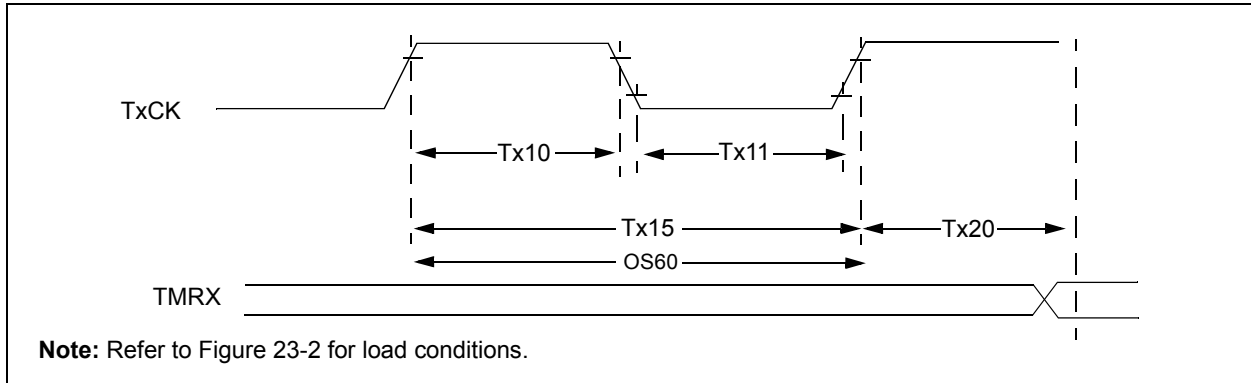 TxCK
Tx10
Tx11
Tx15
Tx20
OS60
TMRX
Note: Refer to Figure 23-2 for load conditions.